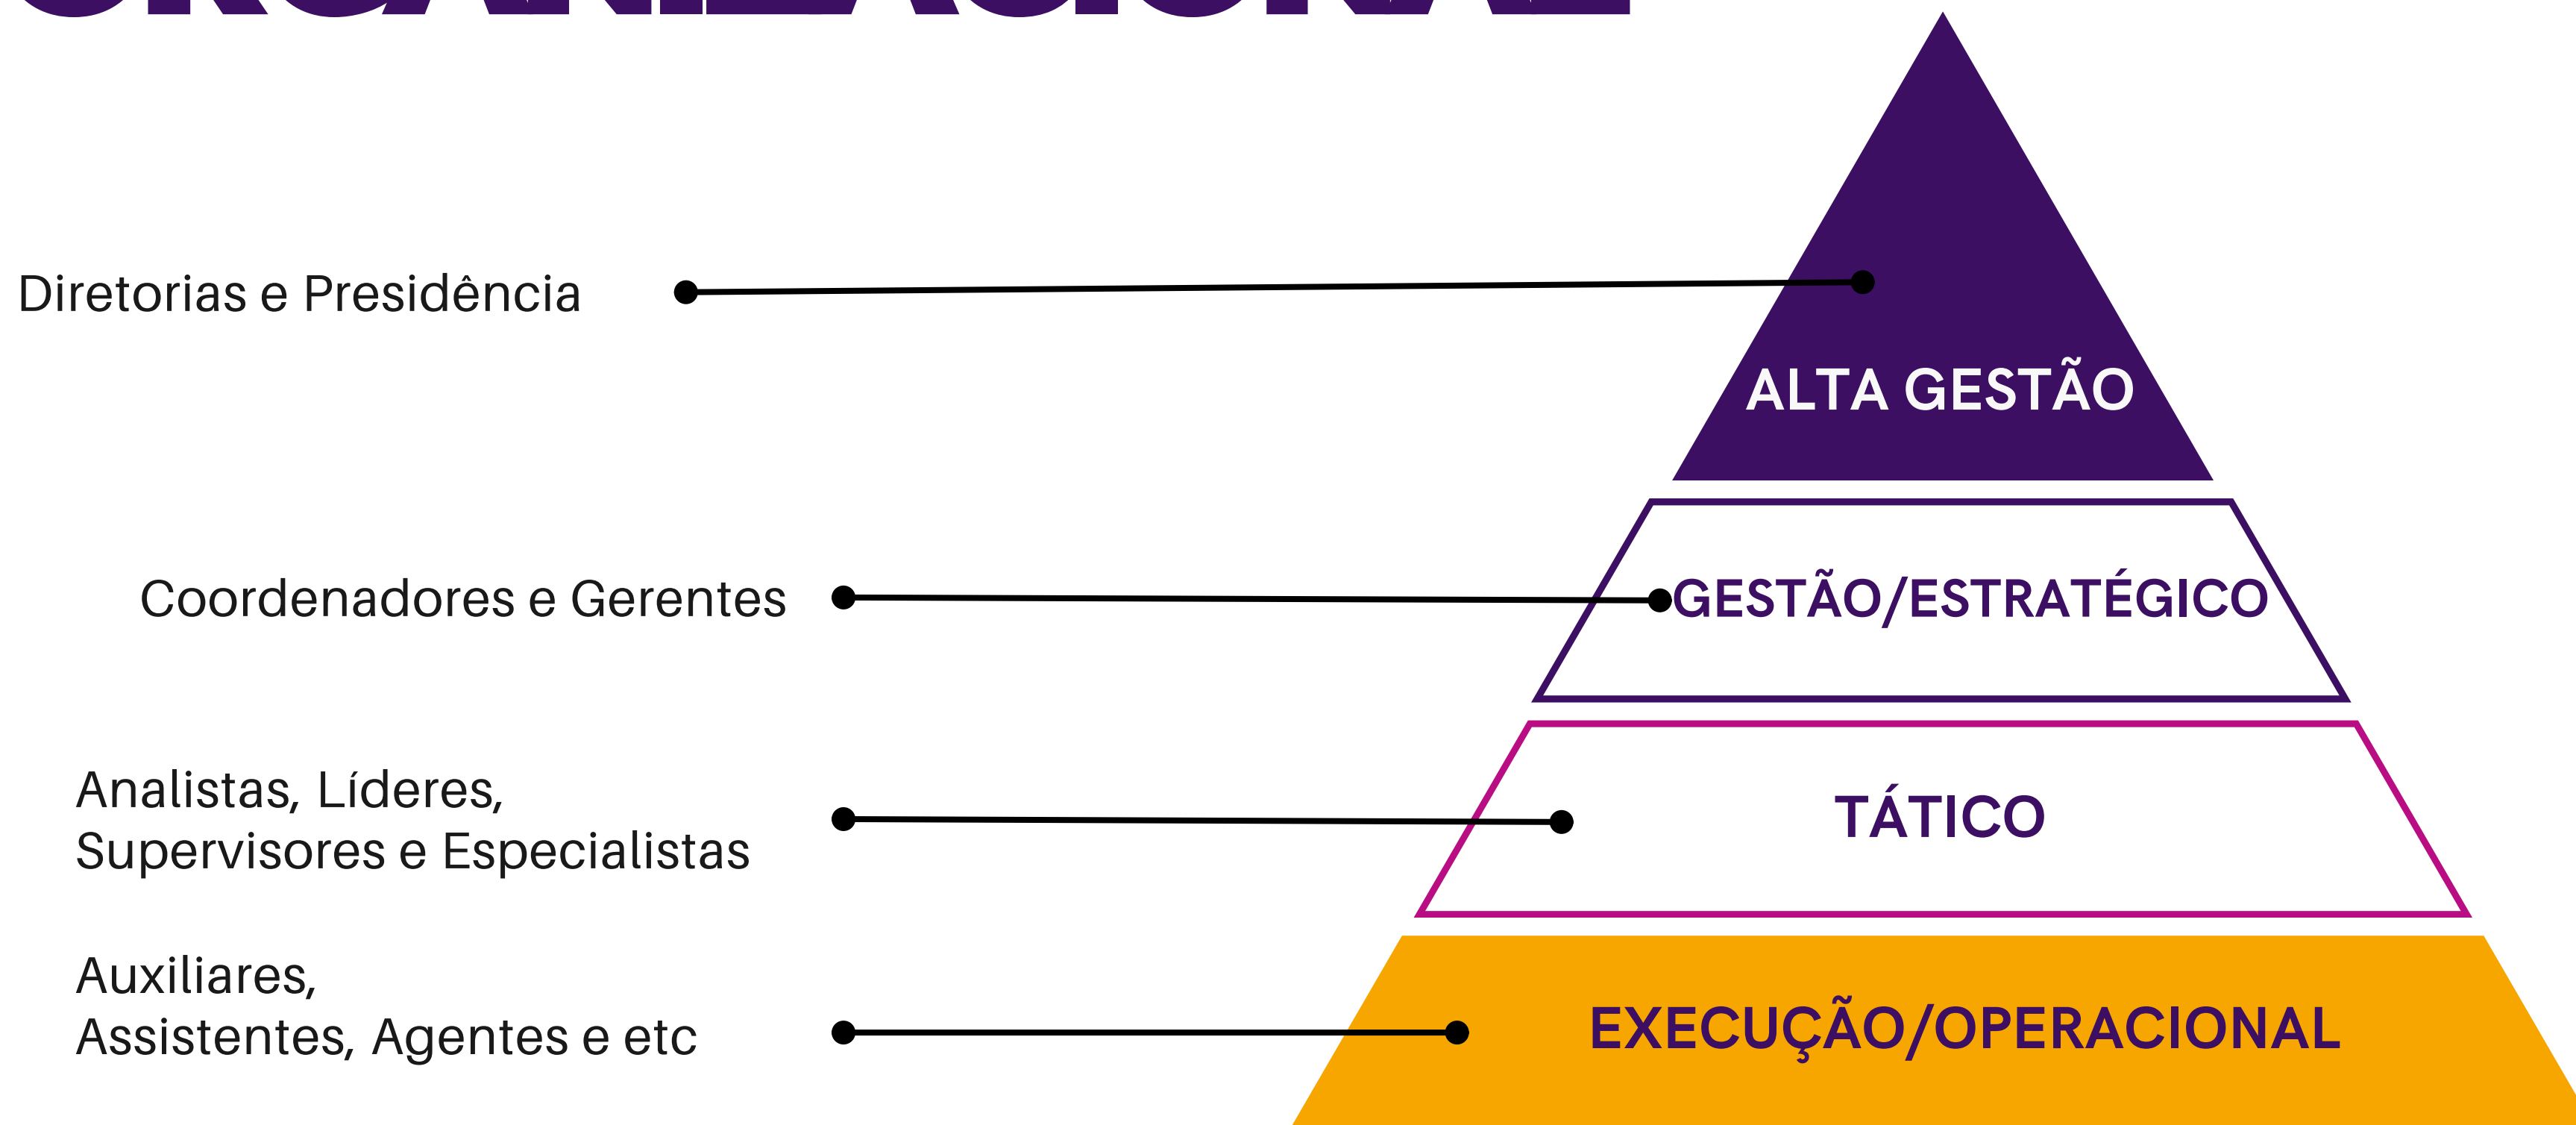 ORGANIZACIONAL
Diretorias e Presidência
ALTA GESTÃO
Coordenadores e Gerentes
GESTÃO/ESTRATÉGICO
Analistas, Líderes,
Supervisores e Especialistas
TÁTICO
Auxiliares,
Assistentes, Agentes e etc
EXECUÇÃO/OPERACIONAL